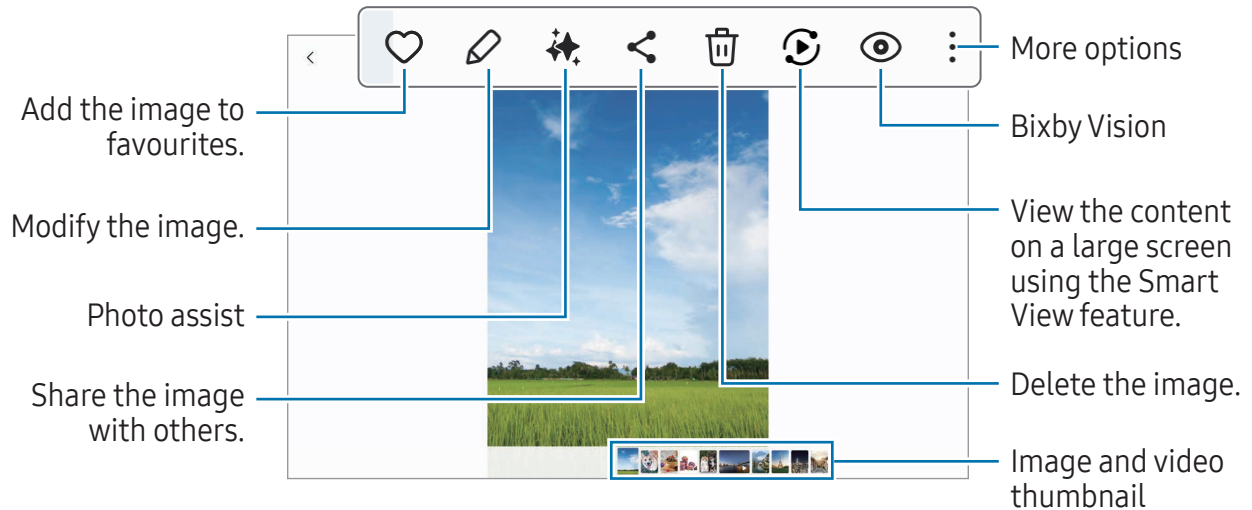 More options
Add the image to
favourites.
Bixby Vision
Modify the image.
View the content
on a large screen
using the Smart
View feature.
Photo assist
Share the image
with others.
Delete the image.
Image and video
thumbnail